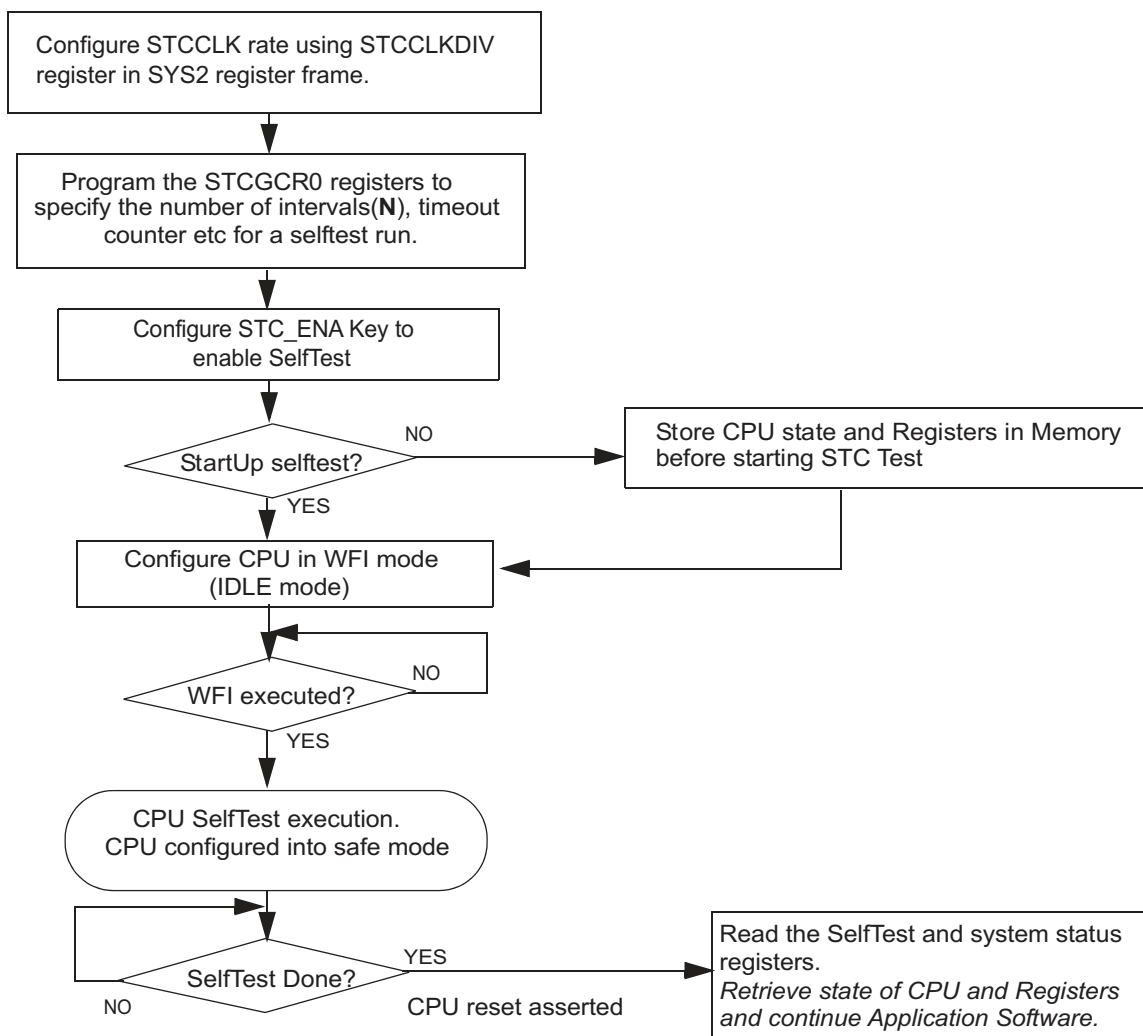 Configure STCCLK rate using STCCLKDIV
register in SYS2 register frame.
Program the STCGCR0 registers to
specify the number of intervals(N), timeout
counter etc for a selftest run.
Configure STC_ENA Key to
enable SelfTest
StartUp selftest?
NO
YES
Store CPU state and Registers in Memory
before starting STC Test
Configure CPU in WFI mode
(IDLE mode)
WFI executed?
NO
YES
CPU SelfTest execution.
CPU configured into safe mode
SelfTest Done?
NO
YES
CPU reset asserted
Read the SelfTest and system status
registers.
Retrieve state of CPU and Registers
and continue Application Software.